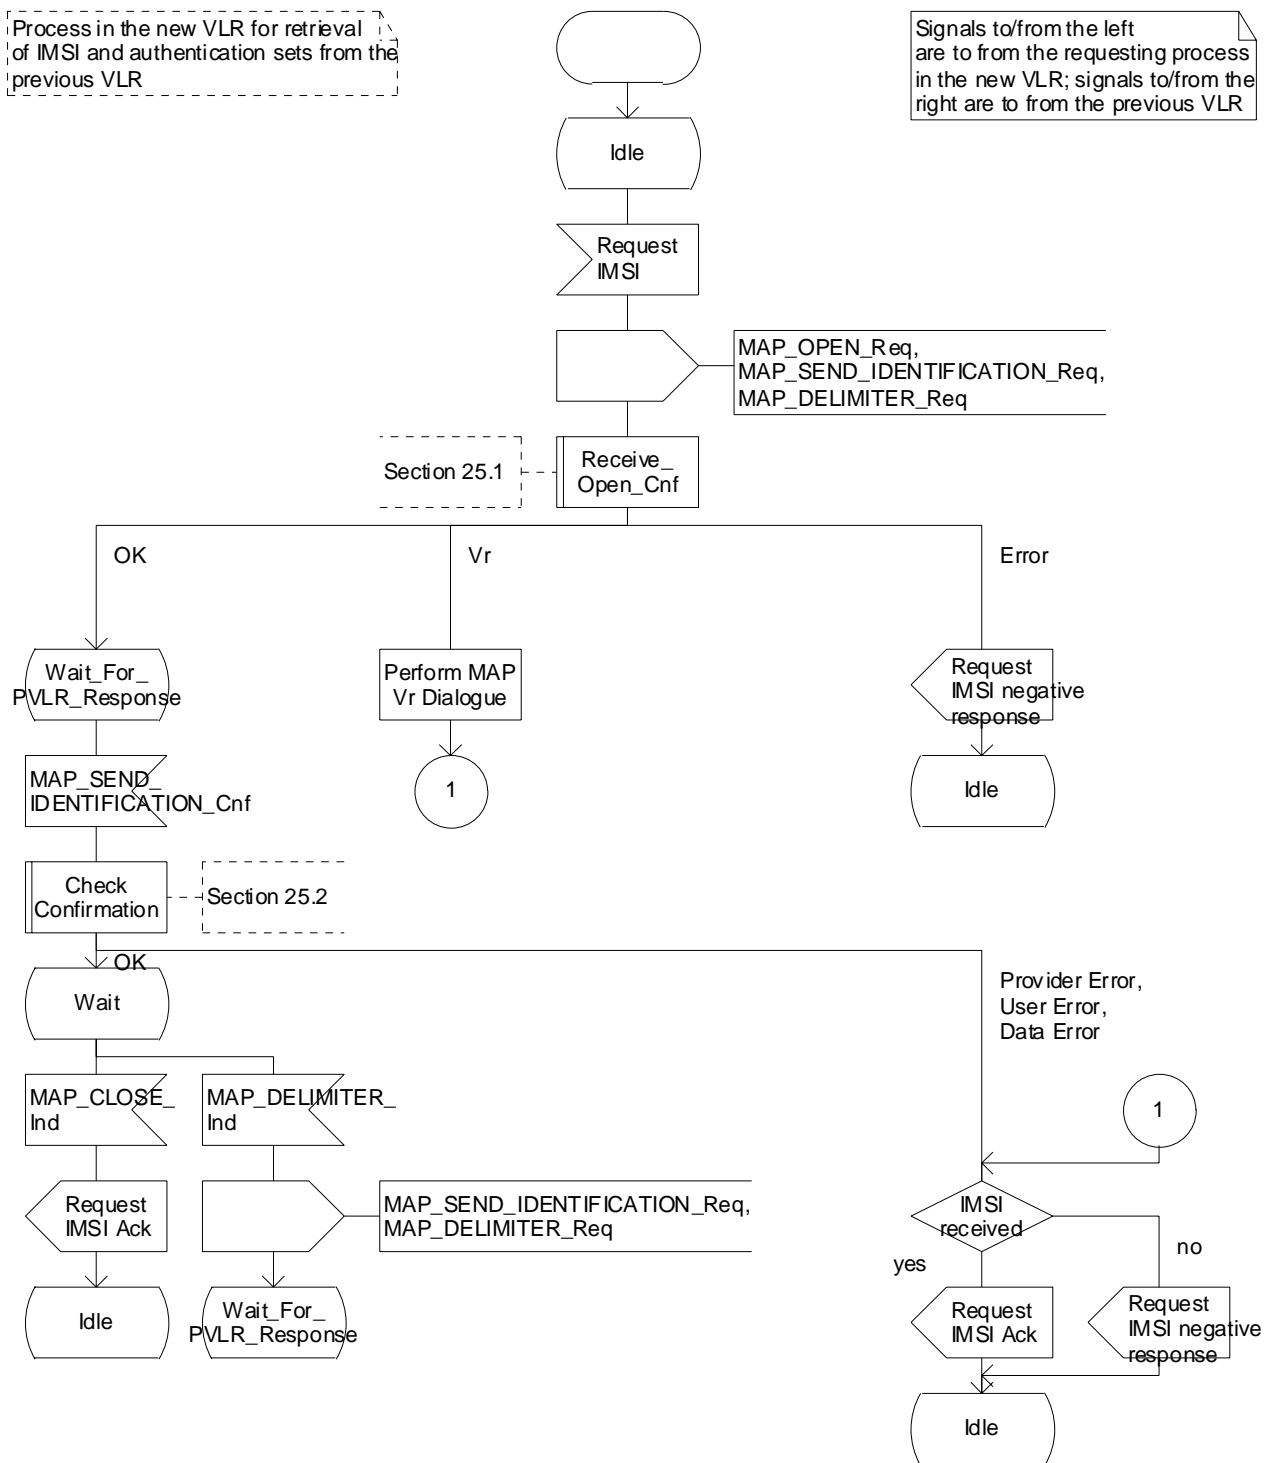 Process in the new VLR for retrieval
of IMSI and authentication sets from the
previous VLR
Signals to/from the left
are to from the requesting process
in the new VLR; signals to/from the
right are to from the previous VLR
Idle
Request
IMSI
MAP_OPEN_Req,
MAP_SEND_IDENTIFICATION_Req,
MAP_DELIMITER_Req
Section 25.1
Receive_
Open_Cnf
OK
Vr
Error
Wait_For_
PVLR_Response
Perform MAP
Vr Dialogue
Request
IMSI negative
response
MAP_SEND_
IDENTIFICATION_Cnf
1
Idle
Check
Confirmation
Section 25.2
OK
Wait
Provider Error,
User Error,
Data Error
MAP_CLOSE_
Ind
MAP_DELIMITER_
Ind
1
Request
IMSI Ack
MAP_SEND_IDENTIFICATION_Req,
MAP_DELIMITER_Req
IMSI
received
yes
no
Idle
Wait_For_
PVLR_Response
Request
IMSI Ack
Request
IMSI negative
response
Idle